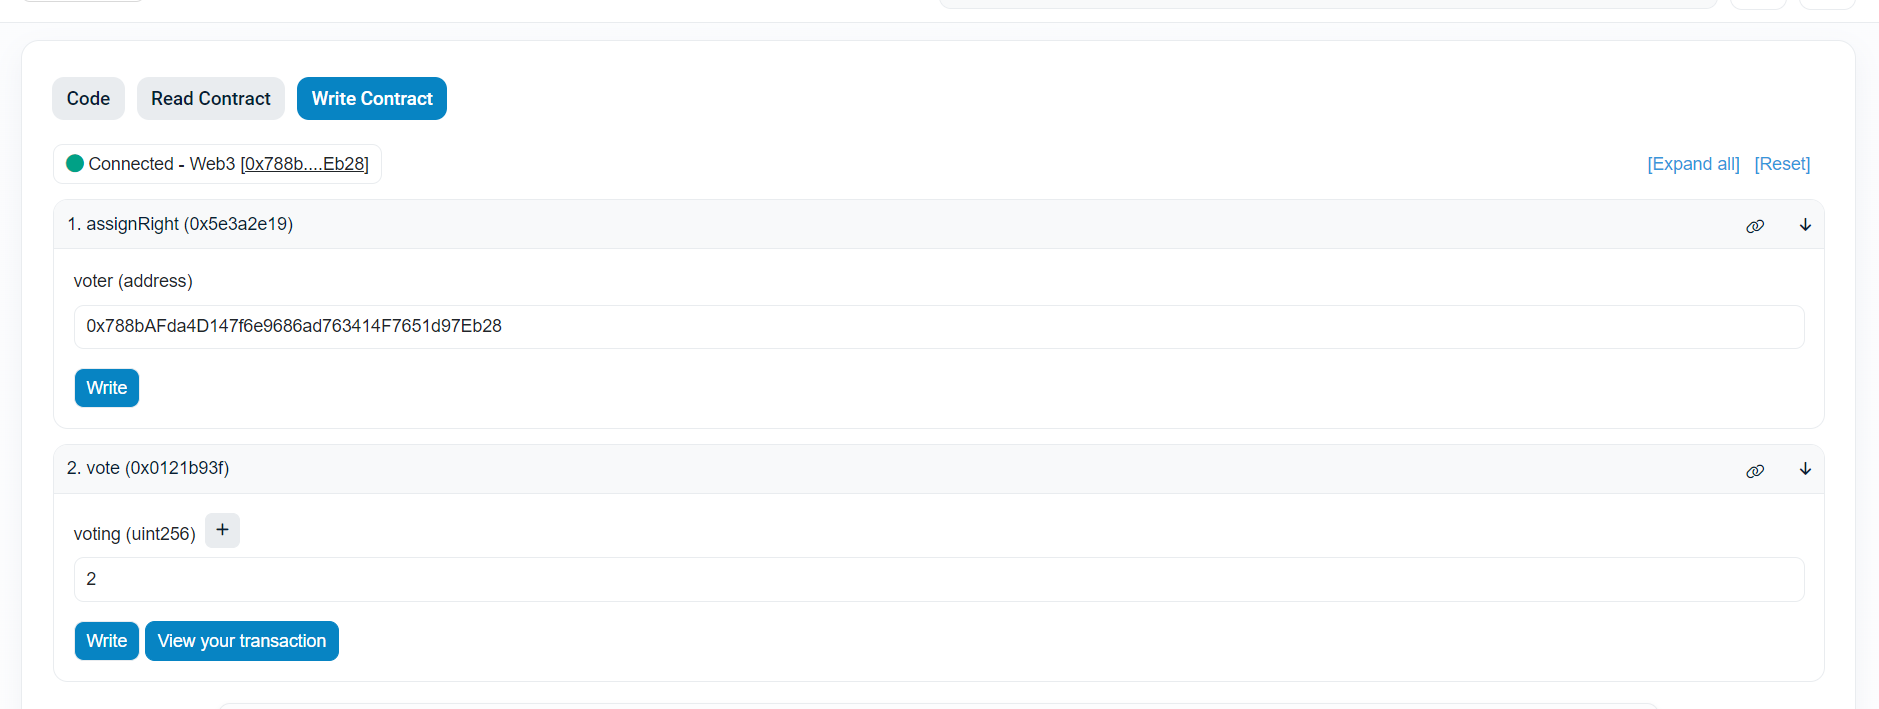 Code Read Contract Write Contract
Connected - Web3 [0x788b....Eb28] [Expand all] [Reset]
1. assignRight (0x5e3a2e19)
voter (address)
0x788bAFda4D147f6e9686ad763414F7651d97Eb28
Write
2. vote (0x0121b93f)
voting (uint256) +
2
Write View your transaction